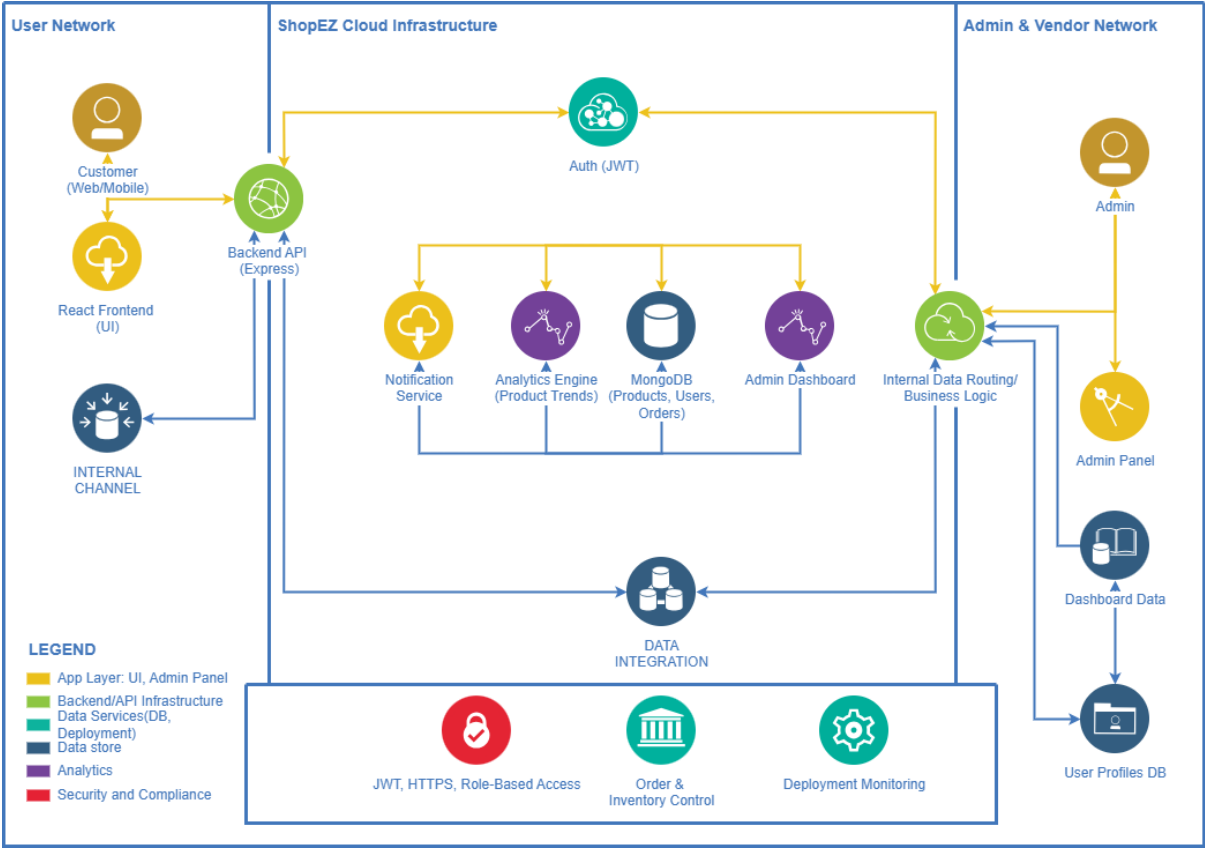 User Network
ShopEZ Cloud Infrastructure
Admin & Vendor Network
Customer
(Web/Mobile)
Auth (JWT)
Admin
Backend API
(Express)
React Frontend
(UI)
Notification
Service
Analytics Engine
(Product Trends)
MongoDB
(Products, Users,
Orders)
Admin Dashboard
Internal Data Routing/
Business Logic
Admin Panel
INTERNAL
CHANNEL
Dashboard Data
DATA
INTEGRATION
User Profiles DB
LEGEND
App Layer: UI, Admin Panel
Backend/API Infrastructure
Data Services(DB,
Deployment)
Data store
Analytics
Security and Compliance
JWT, HTTPS, Role-Based Access
Order &
Inventory Control
Deployment Monitoring